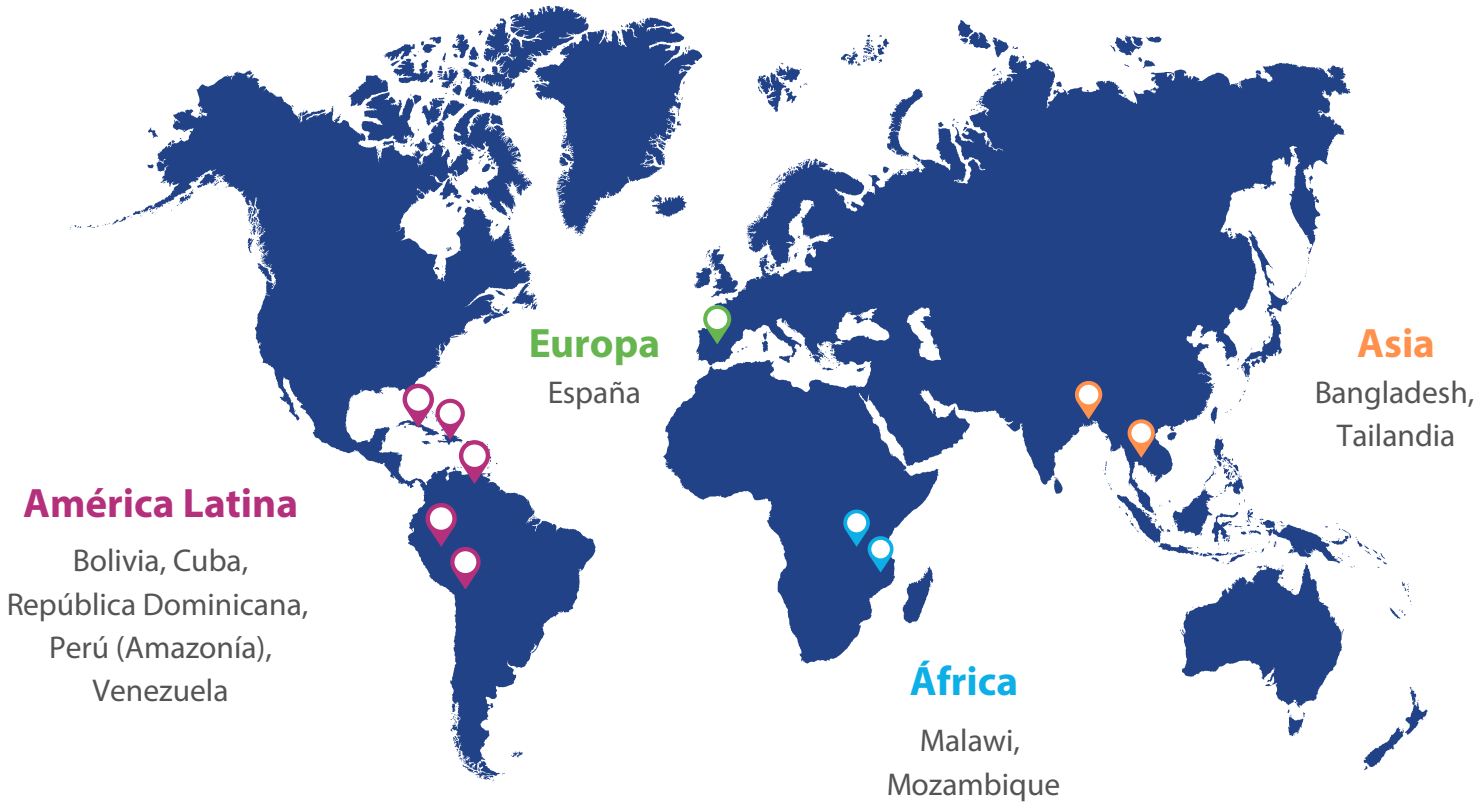 Europa
España
Asia
Bangladesh,
Tailandia
América Latina
Bolivia, Cuba,
República Dominicana,
Perú (Amazonía),
Venezuela
África
Malawi,
Mozambique